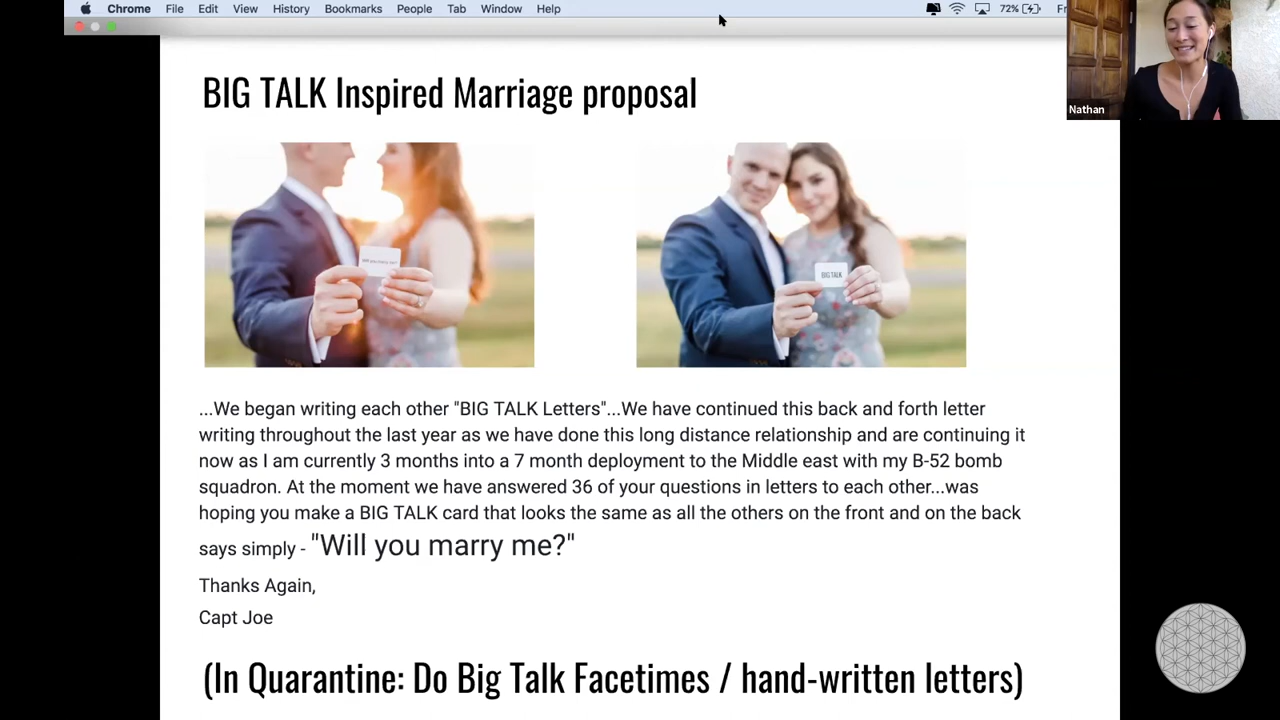 Chrome File Edit View History Bookmarks People Tab Window Help 72% Fr
Nathan
BIG TALK Inspired Marriage proposal
BIG TALK
...We began writing each other "BIG TALK Letters"...We have continued this back and forth letter
writing throughout the last year as we have done this long distance relationship and are continuing it
now as I am currently 3 months into a 7 month deployment to the Middle east with my B-52 bomb
squadron. At the moment we have answered 36 of your questions in letters to each other...was
hoping you make a BIG TALK card that looks the same as all the others on the front and on the back
says simply - "Will you marry me?"
Thanks Again,
Capt Joe
(In Quarantine: Do Big Talk Facetimes / hand-written letters)